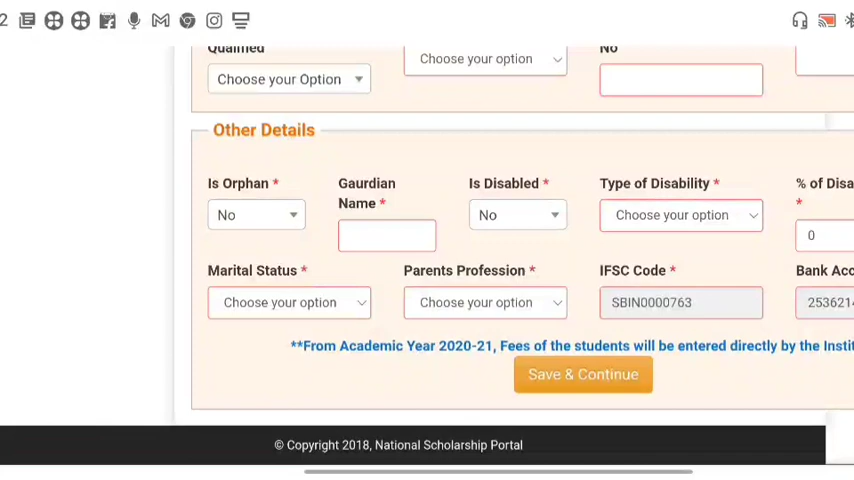 2
Qualified
No
Choose your Option
Choose your option
Other Details
Is Orphan *
Gaurdian Name *
Is Disabled *
Type of Disability *
% of Disa
*
No
No
Choose your option
0
Marital Status *
Parents Profession *
IFSC Code *
Bank Acc
Choose your option
Choose your option
SBIN0000763
253621
**From Academic Year 2020-21, Fees of the students will be entered directly by the Insti
Save & Continue
© Copyright 2018, National Scholarship Portal